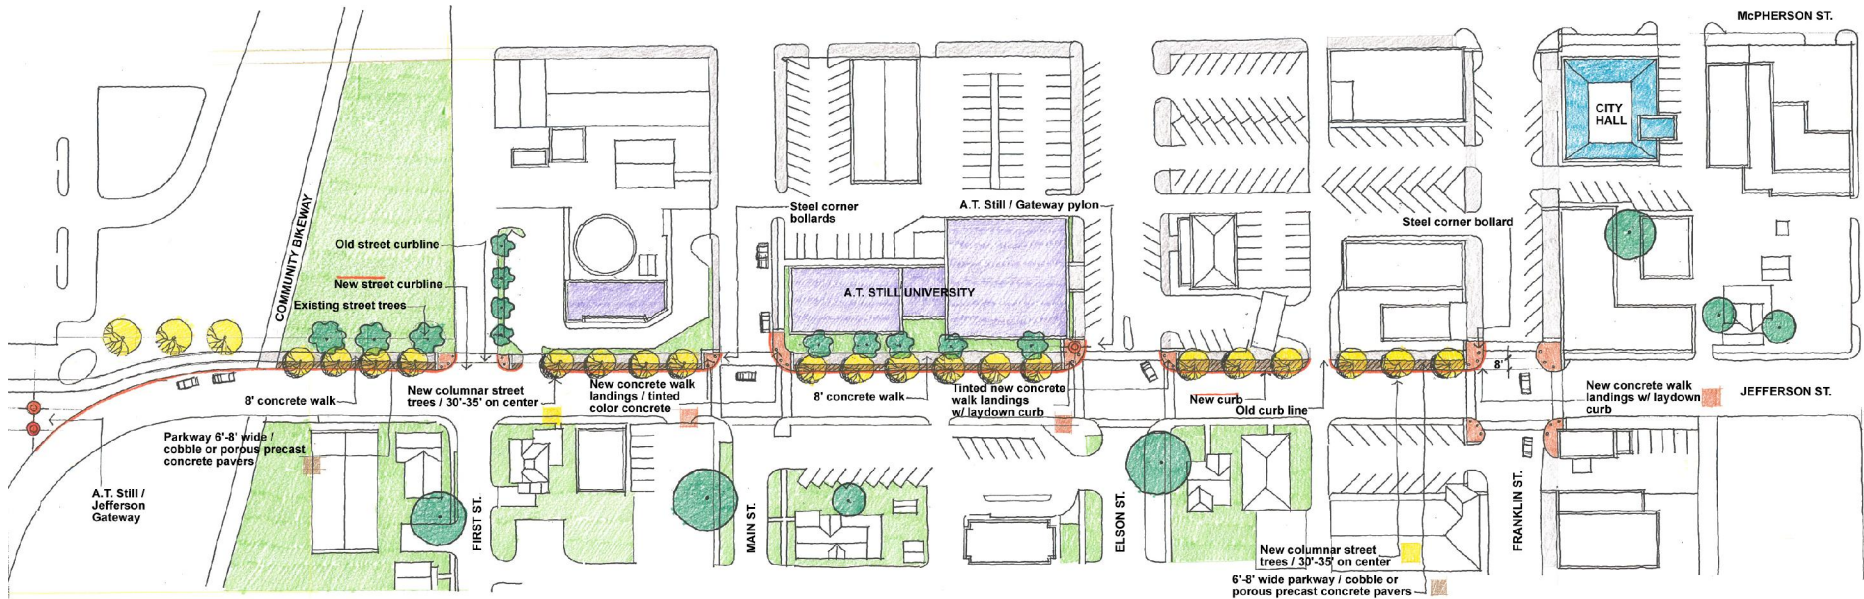 McPHERSON ST.
CITY
HALL
COMMUNITY BIKEWAY
Old street curbline
New street curbline
Existing street trees
Steel corner
bollards
A.T. Still / Gateway pylon
Steel corner bollard
A.T. STILL UNIVERSITY
8'
JEFFERSON ST.
8' concrete walk
New columnar street
trees / 30'-35' on center
New concrete walk
landings / tinted
color concrete
8' concrete walk
Tinted new concrete
walk landings
w/ laydown curb
New curb
Old curb line
New concrete walk
landings w/ laydown
curb
Parkway 6'-8' wide /
cobble or porous precast
concrete pavers
A.T. Still /
Jefferson
Gateway
FIRST ST.
MAIN ST.
ELSON ST.
FRANKLIN ST.
New columnar street
trees / 30'-35' on center
6'-8' wide parkway / cobble or
porous precast concrete pavers